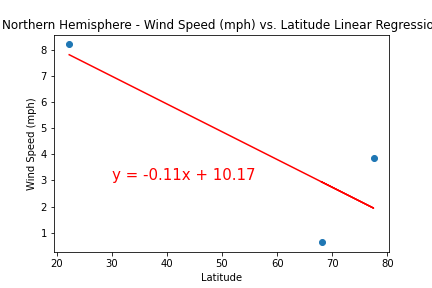 Northern Hemisphere - Wind Speed (mph) vs. Latitude Linear Regressio
8
7
6
5
4
3
2
1
Wind Speed (mph)
y = -0.11x + 10.17
20 30 40 50 60 70 80
Latitude